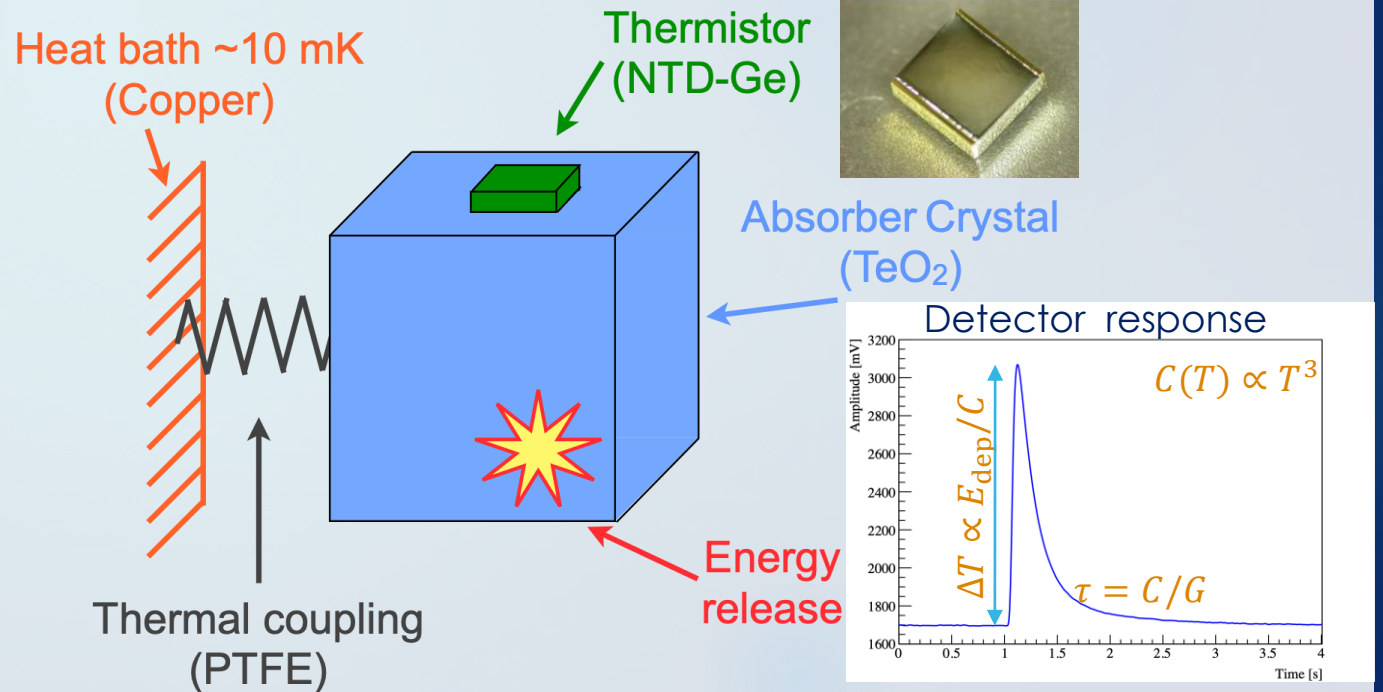 Heat bath ~10 mK
(Copper)
Thermistor
(NTD-Ge)
Absorber Crystal
(TeO₂)
Thermal coupling
(PTFE)
Energy
release
Detector response
Amplitude [mV]
3200
3000
2800
2600
2400
2200
2000
1800
1600
C(T) ∝ T³
ΔT ∝ E_dep/C
τ = C/G
0 0.5 1 1.5 2 2.5 3 3.5 4
Time [s]